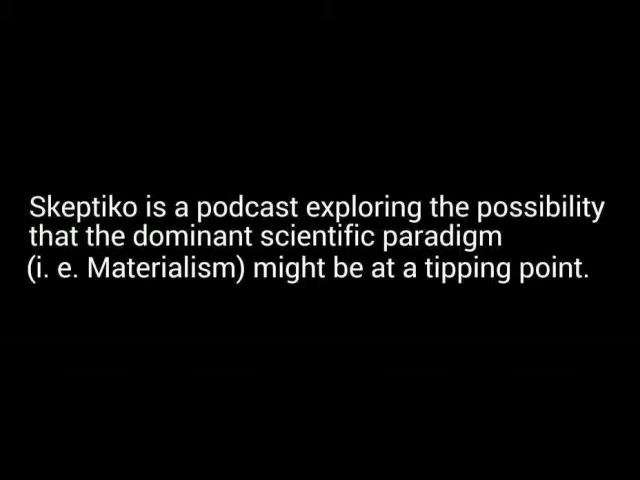 Skeptiko is a podcast exploring the possibility
that the dominant scientific paradigm
(i. e. Materialism) might be at a tipping point.